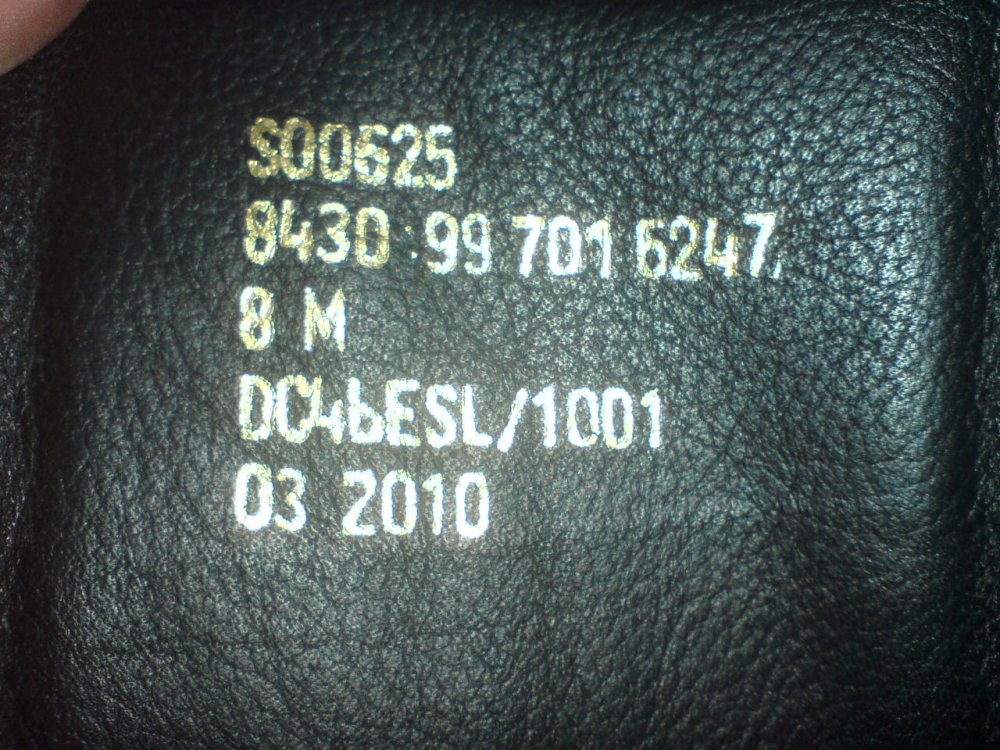 S00625
8430 99 701 6247
8 M
DC4bESL/1001
03 2010